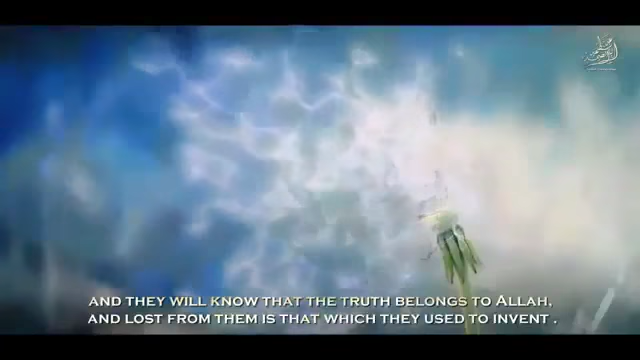 AND THEY WILL KNOW THAT THE TRUTH BELONGS TO ALLAH,
AND LOST FROM THEM IS THAT WHICH THEY USED TO INVENT .